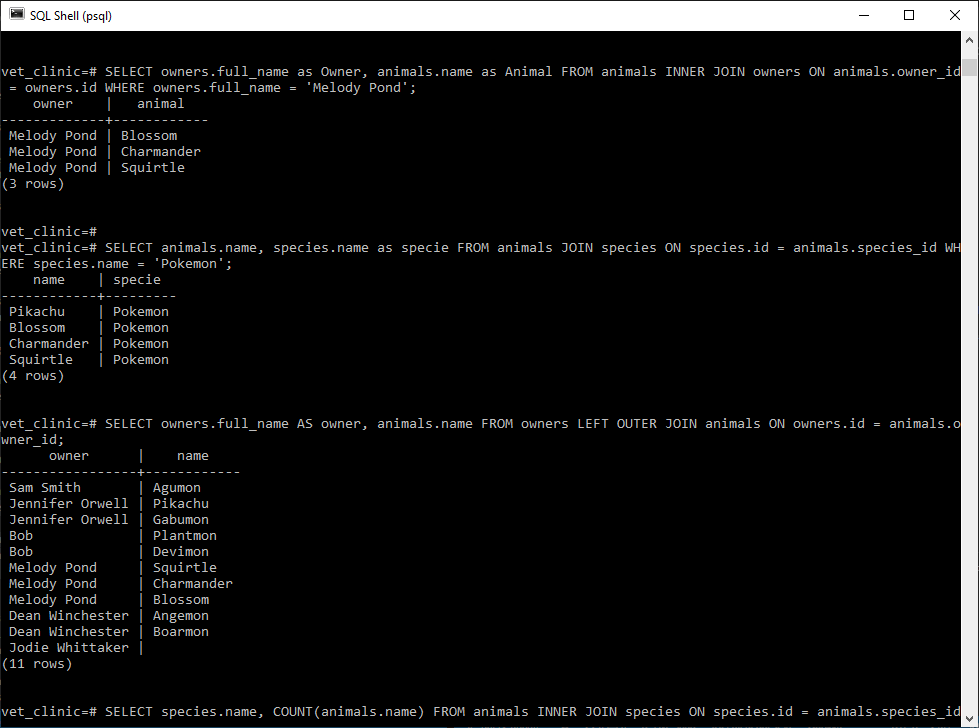 SQL Shell (psql)
vet_clinic=# SELECT owners.full_name as Owner, animals.name as Animal FROM animals INNER JOIN owners ON animals.owner_id
 = owners.id WHERE owners.full_name = 'Melody Pond';
    owner    |   animal
-------------+------------
 Melody Pond | Blossom
 Melody Pond | Charmander
 Melody Pond | Squirtle
(3 rows)
vet_clinic=#
vet_clinic=# SELECT animals.name, species.name as specie FROM animals JOIN species ON species.id = animals.species_id WH
ERE species.name = 'Pokemon';
    name    | specie
------------+---------
 Pikachu    | Pokemon
 Blossom    | Pokemon
 Charmander | Pokemon
 Squirtle   | Pokemon
(4 rows)
vet_clinic=# SELECT owners.full_name AS owner, animals.name FROM owners LEFT OUTER JOIN animals ON owners.id = animals.o
wner_id;
      owner      |    name
-----------------+------------
 Sam Smith       | Agumon
 Jennifer Orwell | Pikachu
 Jennifer Orwell | Gabumon
 Bob             | Plantmon
 Bob             | Devimon
 Melody Pond     | Squirtle
 Melody Pond     | Charmander
 Melody Pond     | Blossom
 Dean Winchester | Angemon
 Dean Winchester | Boarmon
 Jodie Whittaker |
(11 rows)
vet_clinic=# SELECT species.name, COUNT(animals.name) FROM animals INNER JOIN species ON species.id = animals.species_id